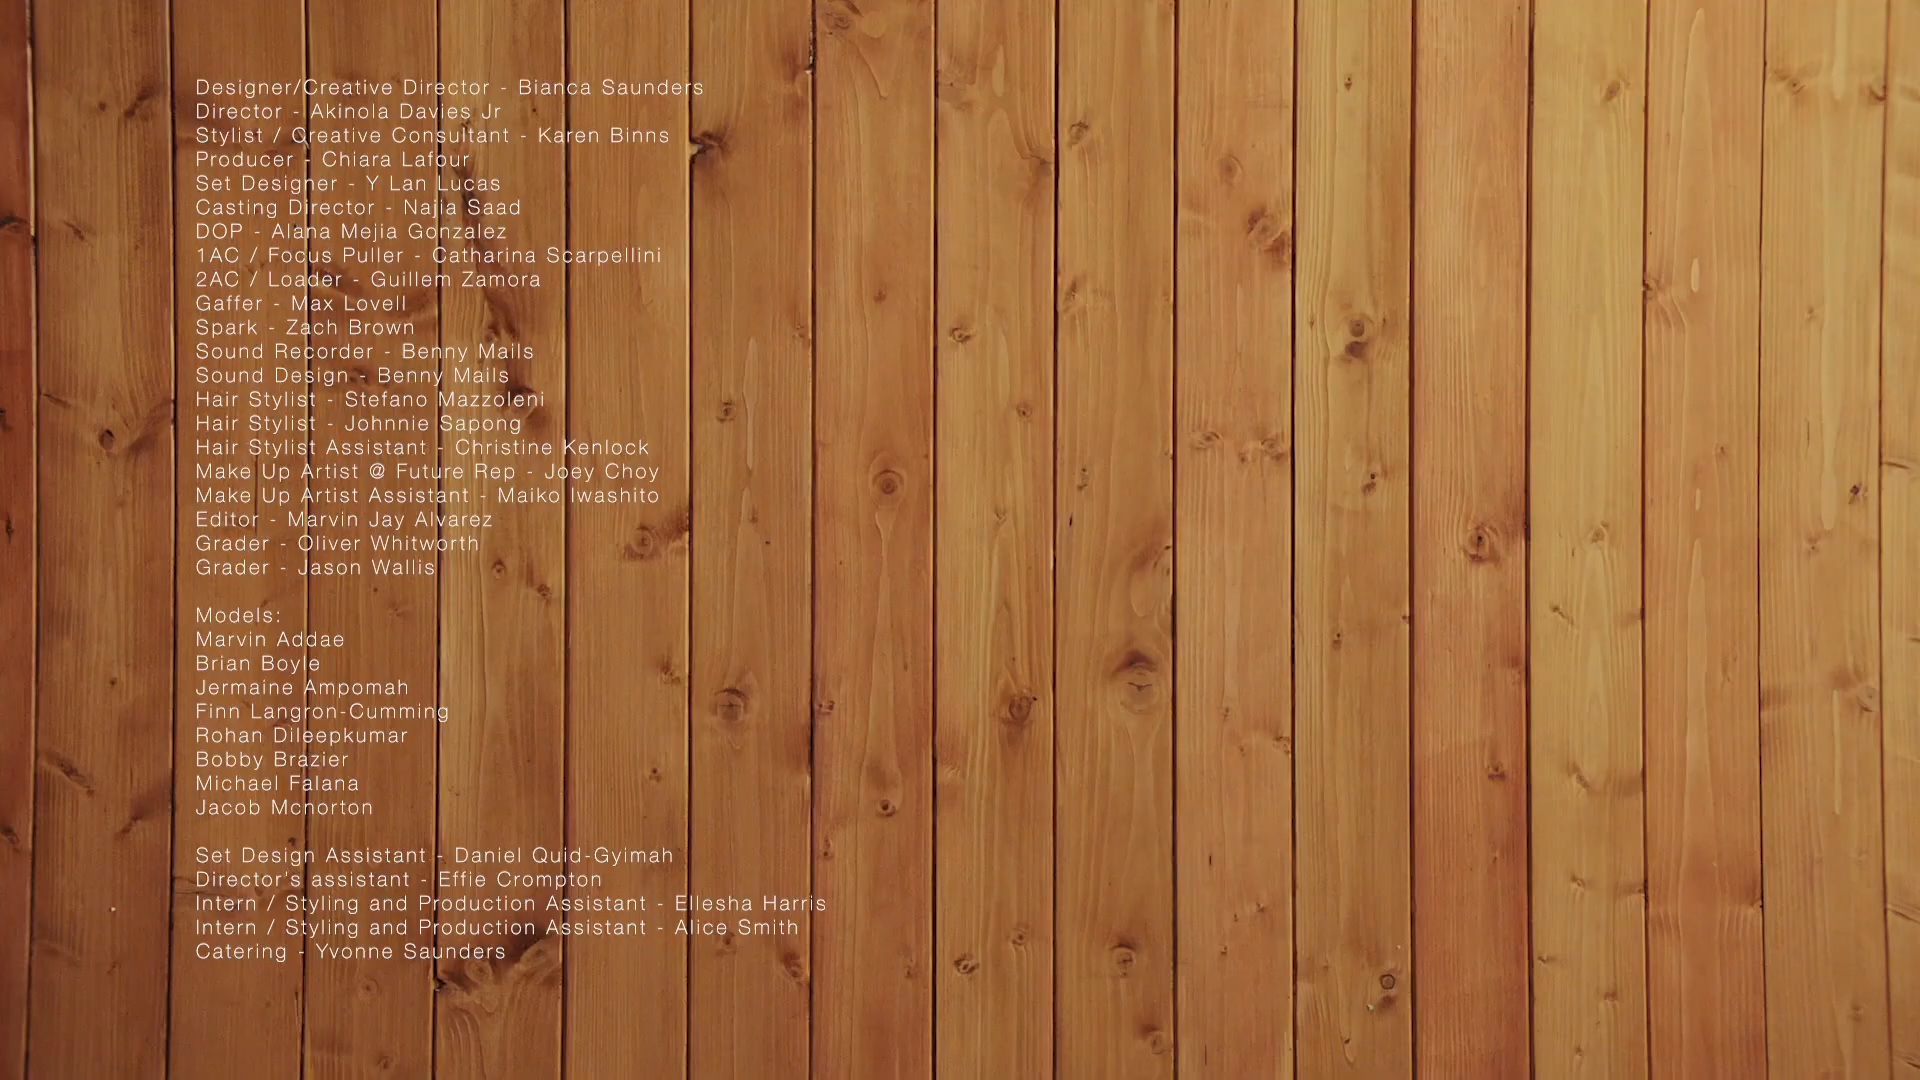 Designer/Creative Director - Bianca Saunders
Director - Akinola Davies Jr
Stylist / Creative Consultant - Karen Binns
Producer - Chiara Lafour
Set Designer - Y Lan Lucas
Casting Director - Najia Saad
DOP - Alana Mejia Gonzalez
1AC / Focus Puller - Catharina Scarpellini
2AC / Loader - Guillem Zamora
Gaffer - Max Lovell
Spark - Zach Brown
Sound Recorder - Benny Mails
Sound Design - Benny Mails
Hair Stylist - Stefano Mazzoleni
Hair Stylist - Johnnie Sapong
Hair Stylist Assistant - Christine Kenlock
Make Up Artist @ Future Rep - Joey Choy
Make Up Artist Assistant - Maiko Iwashito
Editor - Marvin Jay Alvarez
Grader - Oliver Whitworth
Grader - Jason Wallis
Models:
Marvin Addae
Brian Boyle
Jermaine Ampomah
Finn Langron-Cumming
Rohan Dileepkumar
Bobby Brazier
Michael Falana
Jacob Mcnorton
Set Design Assistant - Daniel Quid-Gyimah
Director's assistant - Effie Crompton
Intern / Styling and Production Assistant - Ellesha Harris
Intern / Styling and Production Assistant - Alice Smith
Catering - Yvonne Saunders